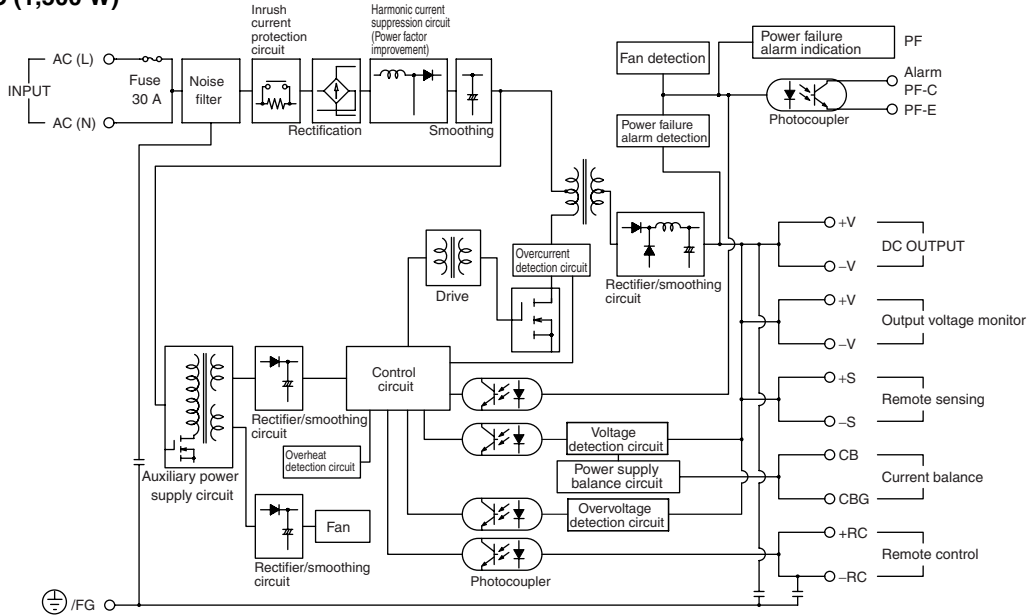 (1,500 W)
Inrush
current
protection
circuit
Harmonic current
suppression circuit
(Power factor
improvement)
AC (L)
INPUT
AC (N)
Fuse
30 A
Noise
filter
Rectification
Smoothing
Fan detection
Power failure
alarm indication
PF
Power failure
alarm detection
Photocoupler
Alarm
PF-C
PF-E
Overcurrent
detection circuit
Drive
Rectifier/smoothing
circuit
+V
−V
DC OUTPUT
+V
−V
Output voltage monitor
Control
circuit
+S
−S
Remote sensing
Rectifier/smoothing
circuit
Overheat
detection circuit
Auxiliary power
supply circuit
Voltage
detection circuit
Power supply
balance circuit
CB
CBG
Current balance
Overvoltage
detection circuit
Fan
Rectifier/smoothing
circuit
Photocoupler
+RC
−RC
Remote control
/FG